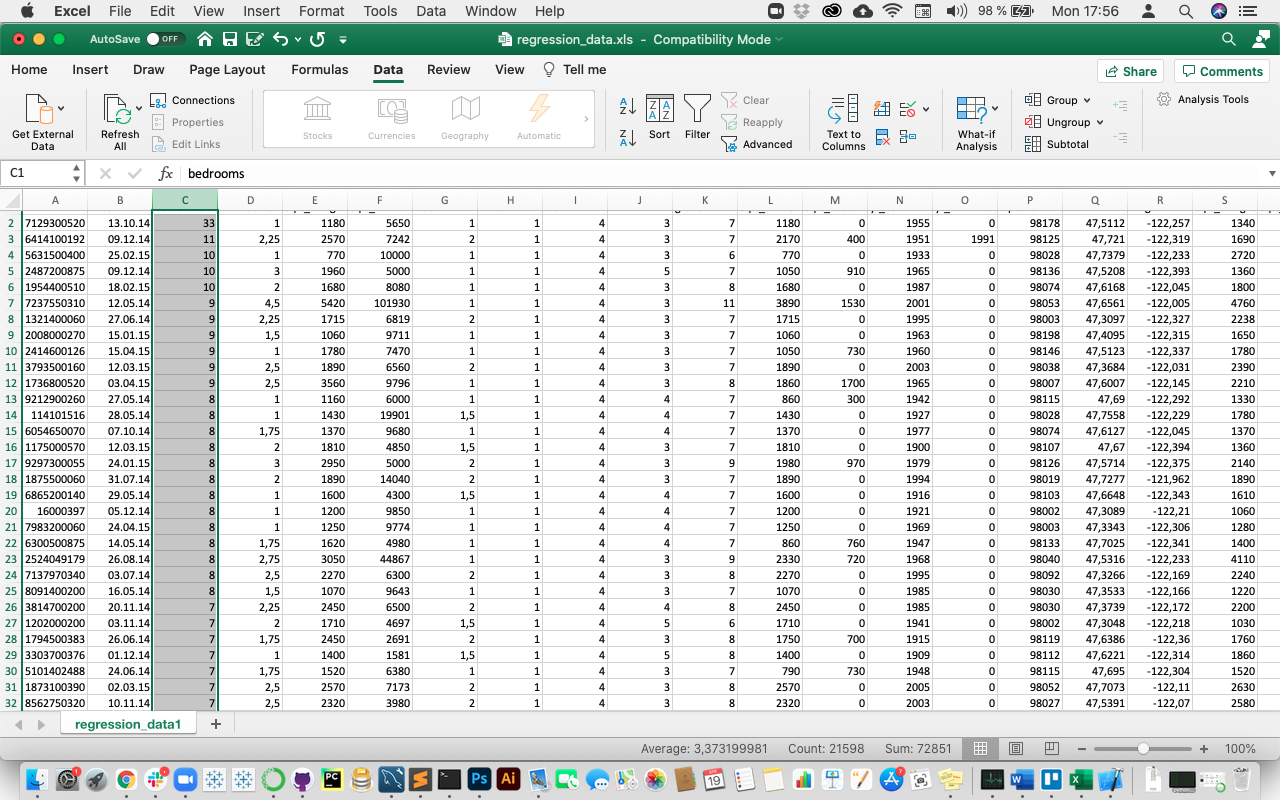 Excel File Edit View Insert Format Tools Data Window Help 98 % Mon 17:56
AutoSave OFF regression_data.xls - Compatibility Mode
Home Insert Draw Page Layout Formulas Data Review View Tell me Share Comments
Get External Data Refresh All Connections Properties Edit Links Stocks Currencies Geography Automatic Sort Filter Clear Reapply Advanced Text to Columns What-if Analysis Group Ungroup Subtotal Analysis Tools
C1 fx bedrooms
A B C D E F G H I J K L M N O P Q R S
2 7129300520 13.10.14 33 1 1180 5650 1 1 4 3 7 1180 0 1955 0 98178 47,5112 -122,257 1340
3 6414100192 09.12.14 11 2,25 2570 7242 2 1 4 3 7 2170 400 1951 1991 98125 47,721 -122,319 1690
4 5631500400 25.02.15 10 1 770 10000 1 1 4 3 6 770 0 1933 0 98028 47,7379 -122,233 2720
5 2487200875 09.12.14 10 3 1960 5000 1 1 4 5 7 1050 910 1965 0 98136 47,5208 -122,393 1360
6 1954400510 18.02.15 10 2 1680 8080 1 1 4 3 8 1680 0 1987 0 98074 47,6168 -122,045 1800
7 7237550310 12.05.14 9 4,5 5420 101930 1 1 4 3 11 3890 1530 2001 0 98053 47,6561 -122,005 4760
8 1321400060 27.06.14 9 2,25 1715 6819 2 1 4 3 7 1715 0 1995 0 98003 47,3097 -122,327 2238
9 2008000270 15.01.15 9 1,5 1060 9711 1 1 4 3 7 1060 0 1963 0 98198 47,4095 -122,315 1650
10 2414600126 15.04.15 9 1 1780 7470 1 1 4 3 7 1050 730 1960 0 98146 47,5123 -122,337 1780
11 3793500160 12.03.15 9 2,5 1890 6560 2 1 4 3 7 1890 0 2003 0 98038 47,3684 -122,031 2390
12 1736800520 03.04.15 9 2,5 3560 9796 1 1 4 3 8 1860 1700 1965 0 98007 47,6007 -122,145 2210
13 9212900260 27.05.14 8 1 1160 6000 1 1 4 4 7 860 300 1942 0 98115 47,69 -122,292 1330
14 114101516 28.05.14 8 1 1430 19901 1,5 1 4 4 7 1430 0 1927 0 98028 47,7558 -122,229 1780
15 6054650070 07.10.14 8 1,75 1370 9680 1 1 4 4 7 1370 0 1977 0 98074 47,6127 -122,045 1370
16 1175000570 12.03.15 8 2 1810 4850 1,5 1 4 3 7 1810 0 1900 0 98107 47,67 -122,394 1360
17 9297300055 24.01.15 8 3 2950 5000 2 1 4 3 9 1980 970 1979 0 98126 47,5714 -122,375 2140
18 1875500060 31.07.14 8 2 1890 14040 2 1 4 3 7 1890 0 1994 0 98019 47,7277 -121,962 1890
19 6865200140 29.05.14 8 1 1600 4300 1,5 1 4 4 7 1600 0 1916 0 98103 47,6648 -122,343 1610
20 16000397 05.12.14 8 1 1200 9850 1 1 4 4 7 1200 0 1921 0 98002 47,3089 -122,21 1060
21 7983200060 24.04.15 8 1 1250 9774 1 1 4 4 7 1250 0 1969 0 98003 47,3343 -122,306 1280
22 6300500875 14.05.14 8 1,75 1620 4980 1 1 4 4 7 860 760 1947 0 98133 47,7025 -122,341 1400
23 2524049179 26.08.14 8 2,75 3050 44867 1 1 4 3 9 2330 720 1968 0 98040 47,5316 -122,233 4110
24 7137970340 03.07.14 8 2,5 2270 6300 2 1 4 3 8 2270 0 1995 0 98092 47,3266 -122,169 2240
25 8091400200 16.05.14 8 1,5 1070 9643 1 1 4 3 7 1070 0 1985 0 98030 47,3533 -122,166 1220
26 3814700200 20.11.14 7 2,25 2450 6500 2 1 4 4 8 2450 0 1985 0 98030 47,3739 -122,172 2200
27 1202000200 03.11.14 7 2 1710 4697 1,5 1 4 5 6 1710 0 1941 0 98002 47,3048 -122,218 1030
28 1794500383 26.06.14 7 1,75 2450 2691 2 1 4 3 8 1750 700 1915 0 98119 47,6386 -122,36 1760
29 3303700376 01.12.14 7 1 1400 1581 1,5 1 4 5 8 1400 0 1909 0 98112 47,6221 -122,314 1860
30 5101402488 24.06.14 7 1,75 1520 6380 1 1 4 3 7 790 730 1948 0 98115 47,695 -122,304 1520
31 1873100390 02.03.15 7 2,5 2570 7173 2 1 4 3 8 2570 0 2005 0 98052 47,7073 -122,11 2630
32 8562750320 10.11.14 7 2,5 2320 3980 2 1 4 3 8 2320 0 2003 0 98027 47,5391 -122,07 2580
regression_data1
Average: 3,373199981 Count: 21598 Sum: 72851 100%